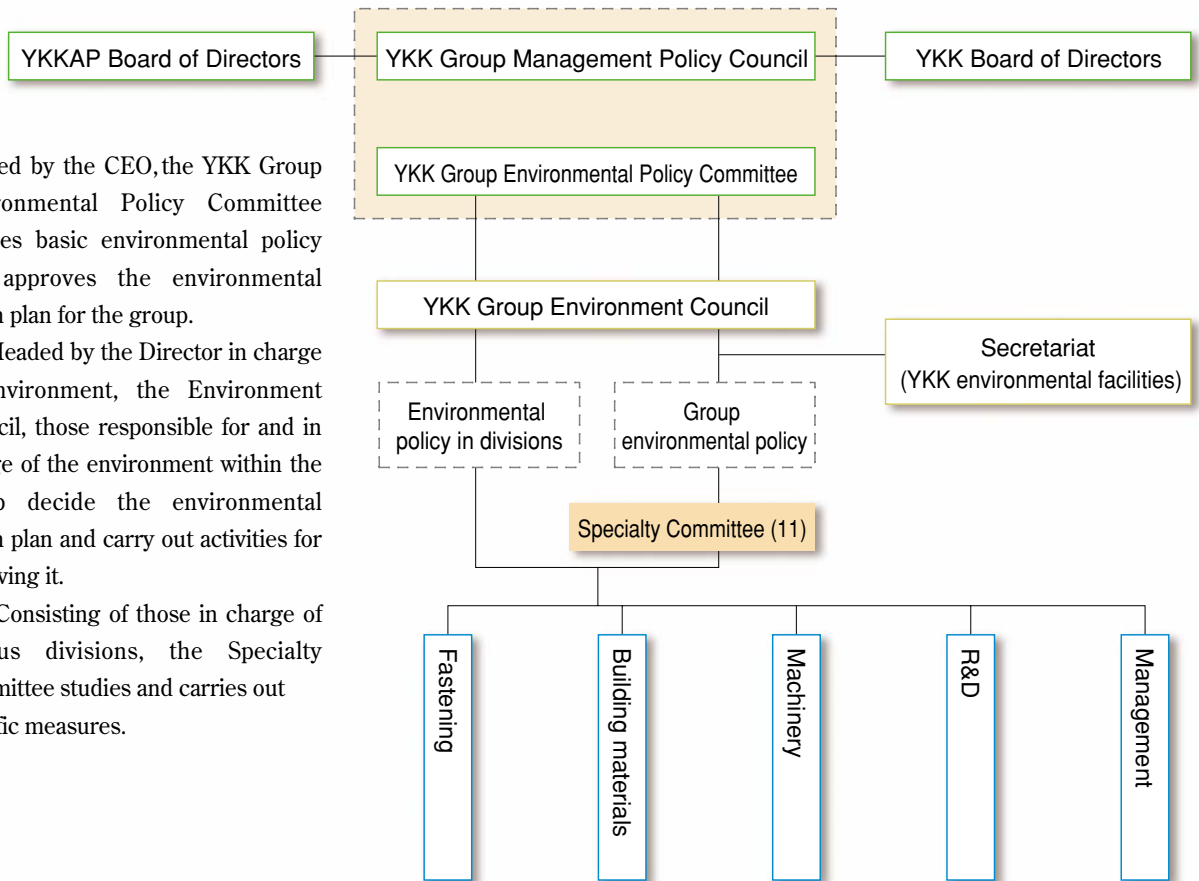 YKKAP Board of Directors
YKK Group Management Policy Council
YKK Board of Directors
YKK Group Environmental Policy Committee
ed by the CEO, the YKK Group
ronmental Policy Committee
es basic environmental policy
approves the environmental
n plan for the group.
Headed by the Director in charge
nvironment, the Environment
cil, those responsible for and in
ge of the environment within the
p decide the environmental
n plan and carry out activities for
ving it.
Consisting of those in charge of
us divisions, the Specialty
mittee studies and carries out
fic measures.
YKK Group Environment Council
Secretariat
(YKK environmental facilities)
Environmental
policy in divisions
Group
environmental policy
Specialty Committee (11)
Fastening
Building materials
Machinery
R&D
Management